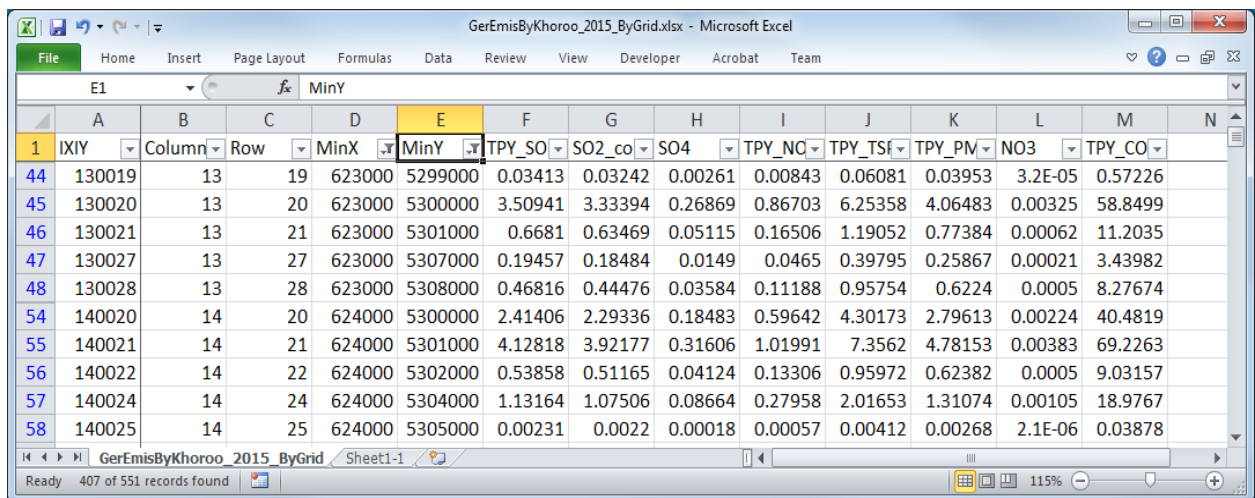 GerEmisByKhoroo_2015_ByGrid.xlsx - Microsoft Excel
File Home Insert Page Layout Formulas Data Review View Developer Acrobat Team
E1 fx MinY
A B C D E F G H I J K L M N
1 IXIY Column Row MinX MinY TPY_SO SO2_co SO4 TPY_NO TPY_TSF TPY_PM NO3 TPY_CO
44 130019 13 19 623000 5299000 0.03413 0.03242 0.00261 0.00843 0.06081 0.03953 3.2E-05 0.57226
45 130020 13 20 623000 5300000 3.50941 3.33394 0.26869 0.86703 6.25358 4.06483 0.00325 58.8499
46 130021 13 21 623000 5301000 0.6681 0.63469 0.05115 0.16506 1.19052 0.77384 0.00062 11.2035
47 130027 13 27 623000 5307000 0.19457 0.18484 0.0149 0.0465 0.39795 0.25867 0.00021 3.43982
48 130028 13 28 623000 5308000 0.46816 0.44476 0.03584 0.11188 0.95754 0.6224 0.0005 8.27674
54 140020 14 20 624000 5300000 2.41406 2.29336 0.18483 0.59642 4.30173 2.79613 0.00224 40.4819
55 140021 14 21 624000 5301000 4.12818 3.92177 0.31606 1.01991 7.3562 4.78153 0.00383 69.2263
56 140022 14 22 624000 5302000 0.53858 0.51165 0.04124 0.13306 0.95972 0.62382 0.0005 9.03157
57 140024 14 24 624000 5304000 1.13164 1.07506 0.08664 0.27958 2.01653 1.31074 0.00105 18.9767
58 140025 14 25 624000 5305000 0.00231 0.0022 0.00018 0.00057 0.00412 0.00268 2.1E-06 0.03878
GerEmisByKhoroo_2015_ByGrid Sheet1-1
Ready 407 of 551 records found 115%